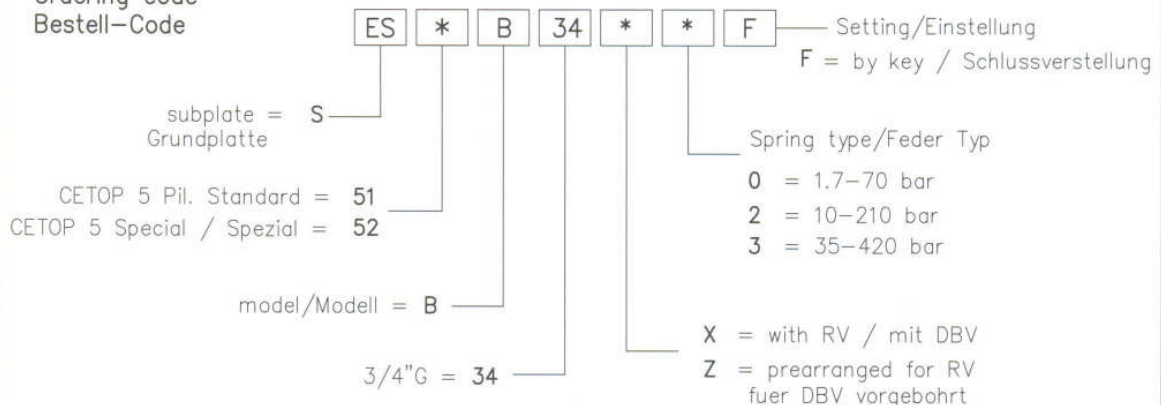 Bestell-Code
ES * B 34 * * F
Setting/Einstellung
F = by key / Schlussverstellung
subplate = S
Grundplatte
Spring type/Feder Typ
0 = 1.7-70 bar
2 = 10-210 bar
3 = 35-420 bar
CETOP 5 Pil. Standard = 51
CETOP 5 Special / Spezial = 52
model/Modell = B
X = with RV / mit DBV
Z = prearranged for RV
fuer DBV vorgebohrt
3/4"G = 34